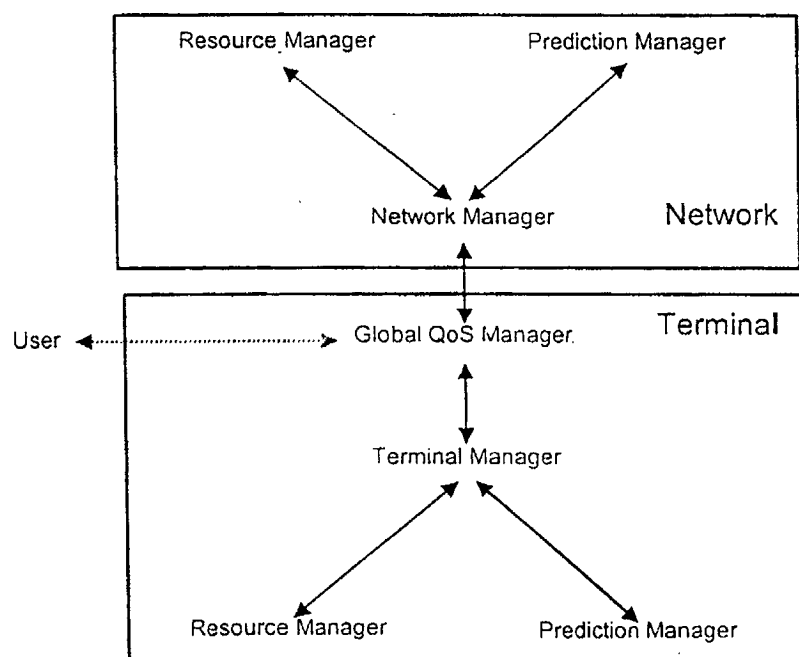 Resource Manager
Prediction Manager
Network Manager
Network
Terminal
User
Global QoS Manager
Terminal Manager
Resource Manager
Prediction Manager